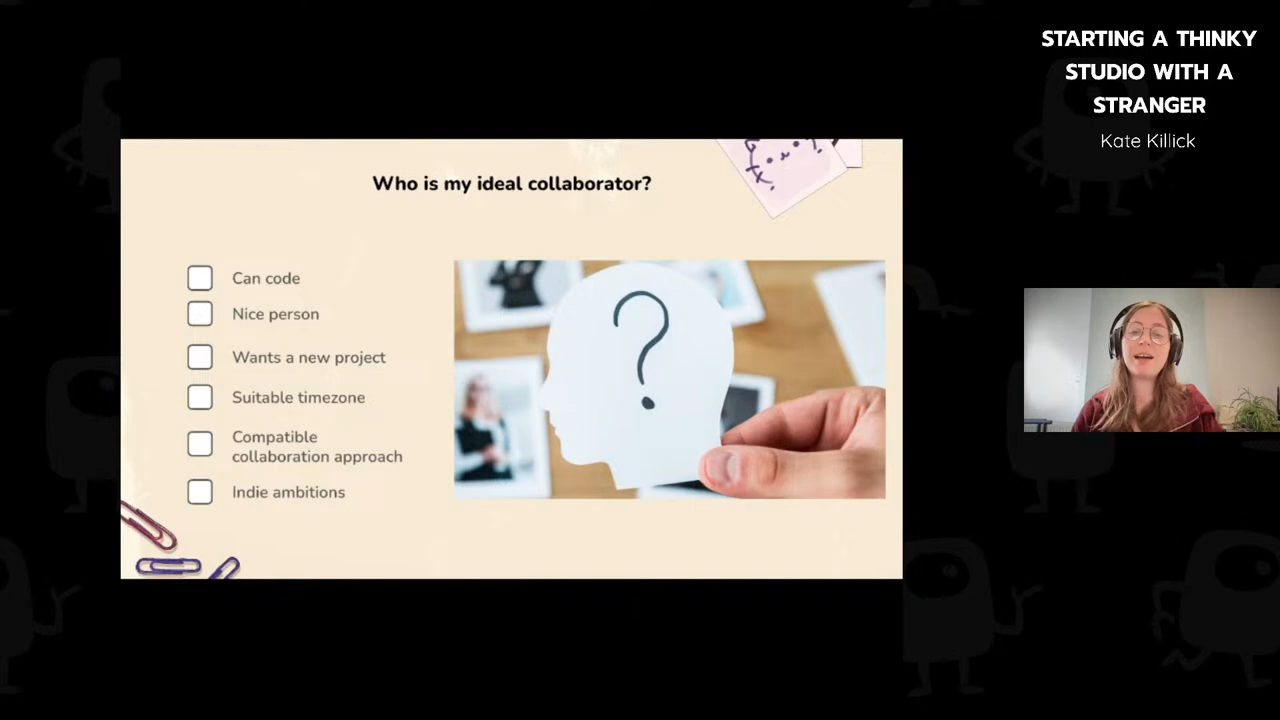 STARTING A THINKY
STUDIO WITH A
STRANGER
Kate Killick
Who is my ideal collaborator?
Can code
Nice person
Wants a new project
Suitable timezone
Compatible
collaboration approach
Indie ambitions
?